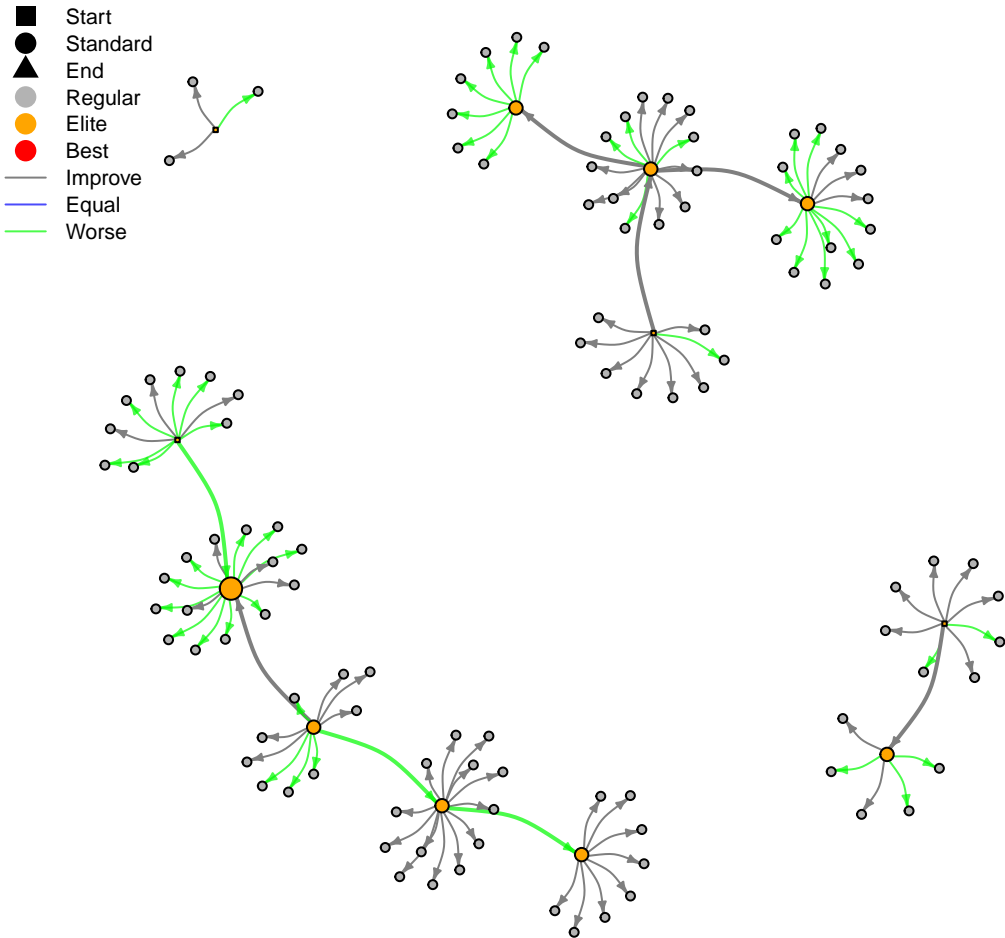 Start
Standard
End
Regular
Elite
Best
Improve
Equal
Worse